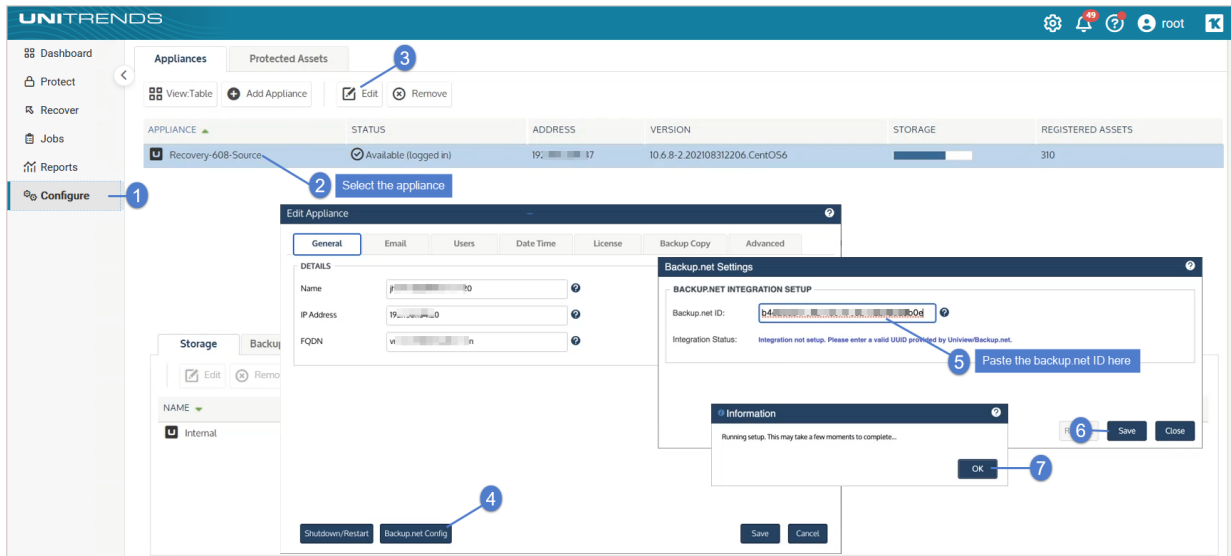 UNITRENDS
49
root
Dashboard
Protect
Recover
Jobs
Reports
Configure
1
Appliances
Protected Assets
3
View:Table
Add Appliance
Edit
Remove
APPLIANCE
STATUS
ADDRESS
VERSION
STORAGE
REGISTERED ASSETS
Recovery-608-Source
Available (logged in)
10.6.8-2.202108312206.CentOS6
310
2
Select the appliance
Edit Appliance
General
Email
Users
Date Time
License
Backup Copy
Advanced
DETAILS
Name
IP Address
FQDN
Storage
Edit
NAME
Internal
4
Shutdown/Restart
Backup.net Config
Save
Cancel
Backup.net Settings
BACKUP.NET INTEGRATION SETUP
Backup.net ID:
Integration Status:
Integration not setup. Please enter a valid UUID provided by Uniview/Backup.net.
5
Paste the backup.net ID here
6
Save
Close
Information
Running setup. This may take a few moments to complete...
OK
7